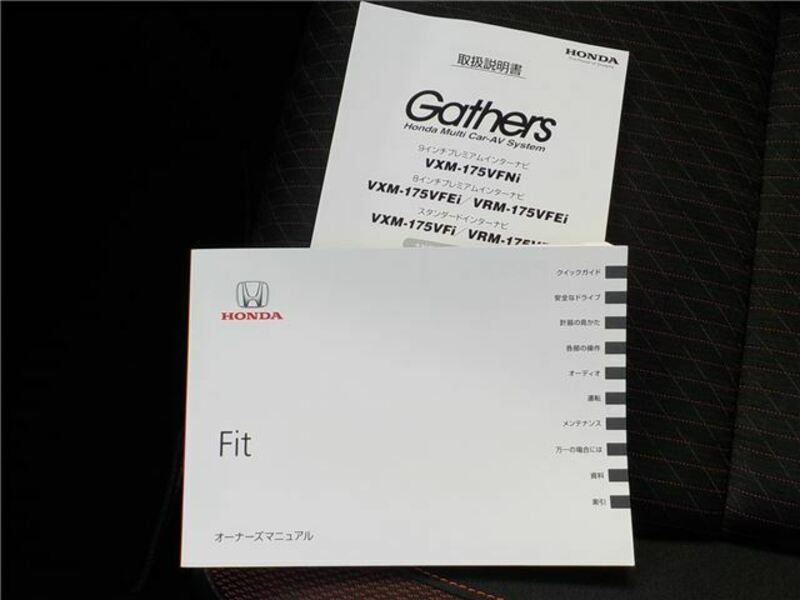 取扱説明書
HONDA
The Power of Dreams
Gathers
Honda Multi Car-AV System
9インチプレミアムインターナビ
VXM-175VFNi
8インチプレミアムインターナビ
VXM-175VFEi/VRM-175VFEi
スタンダードインターナビ
VXM-175VFi/VRM-175
HONDA
Fit
オーナーズマニュアル
クイックガイド
安全なドライブ
計器の見かた
各部の操作
オーディオ
運転
メンテナンス
万一の場合には
資料
索引